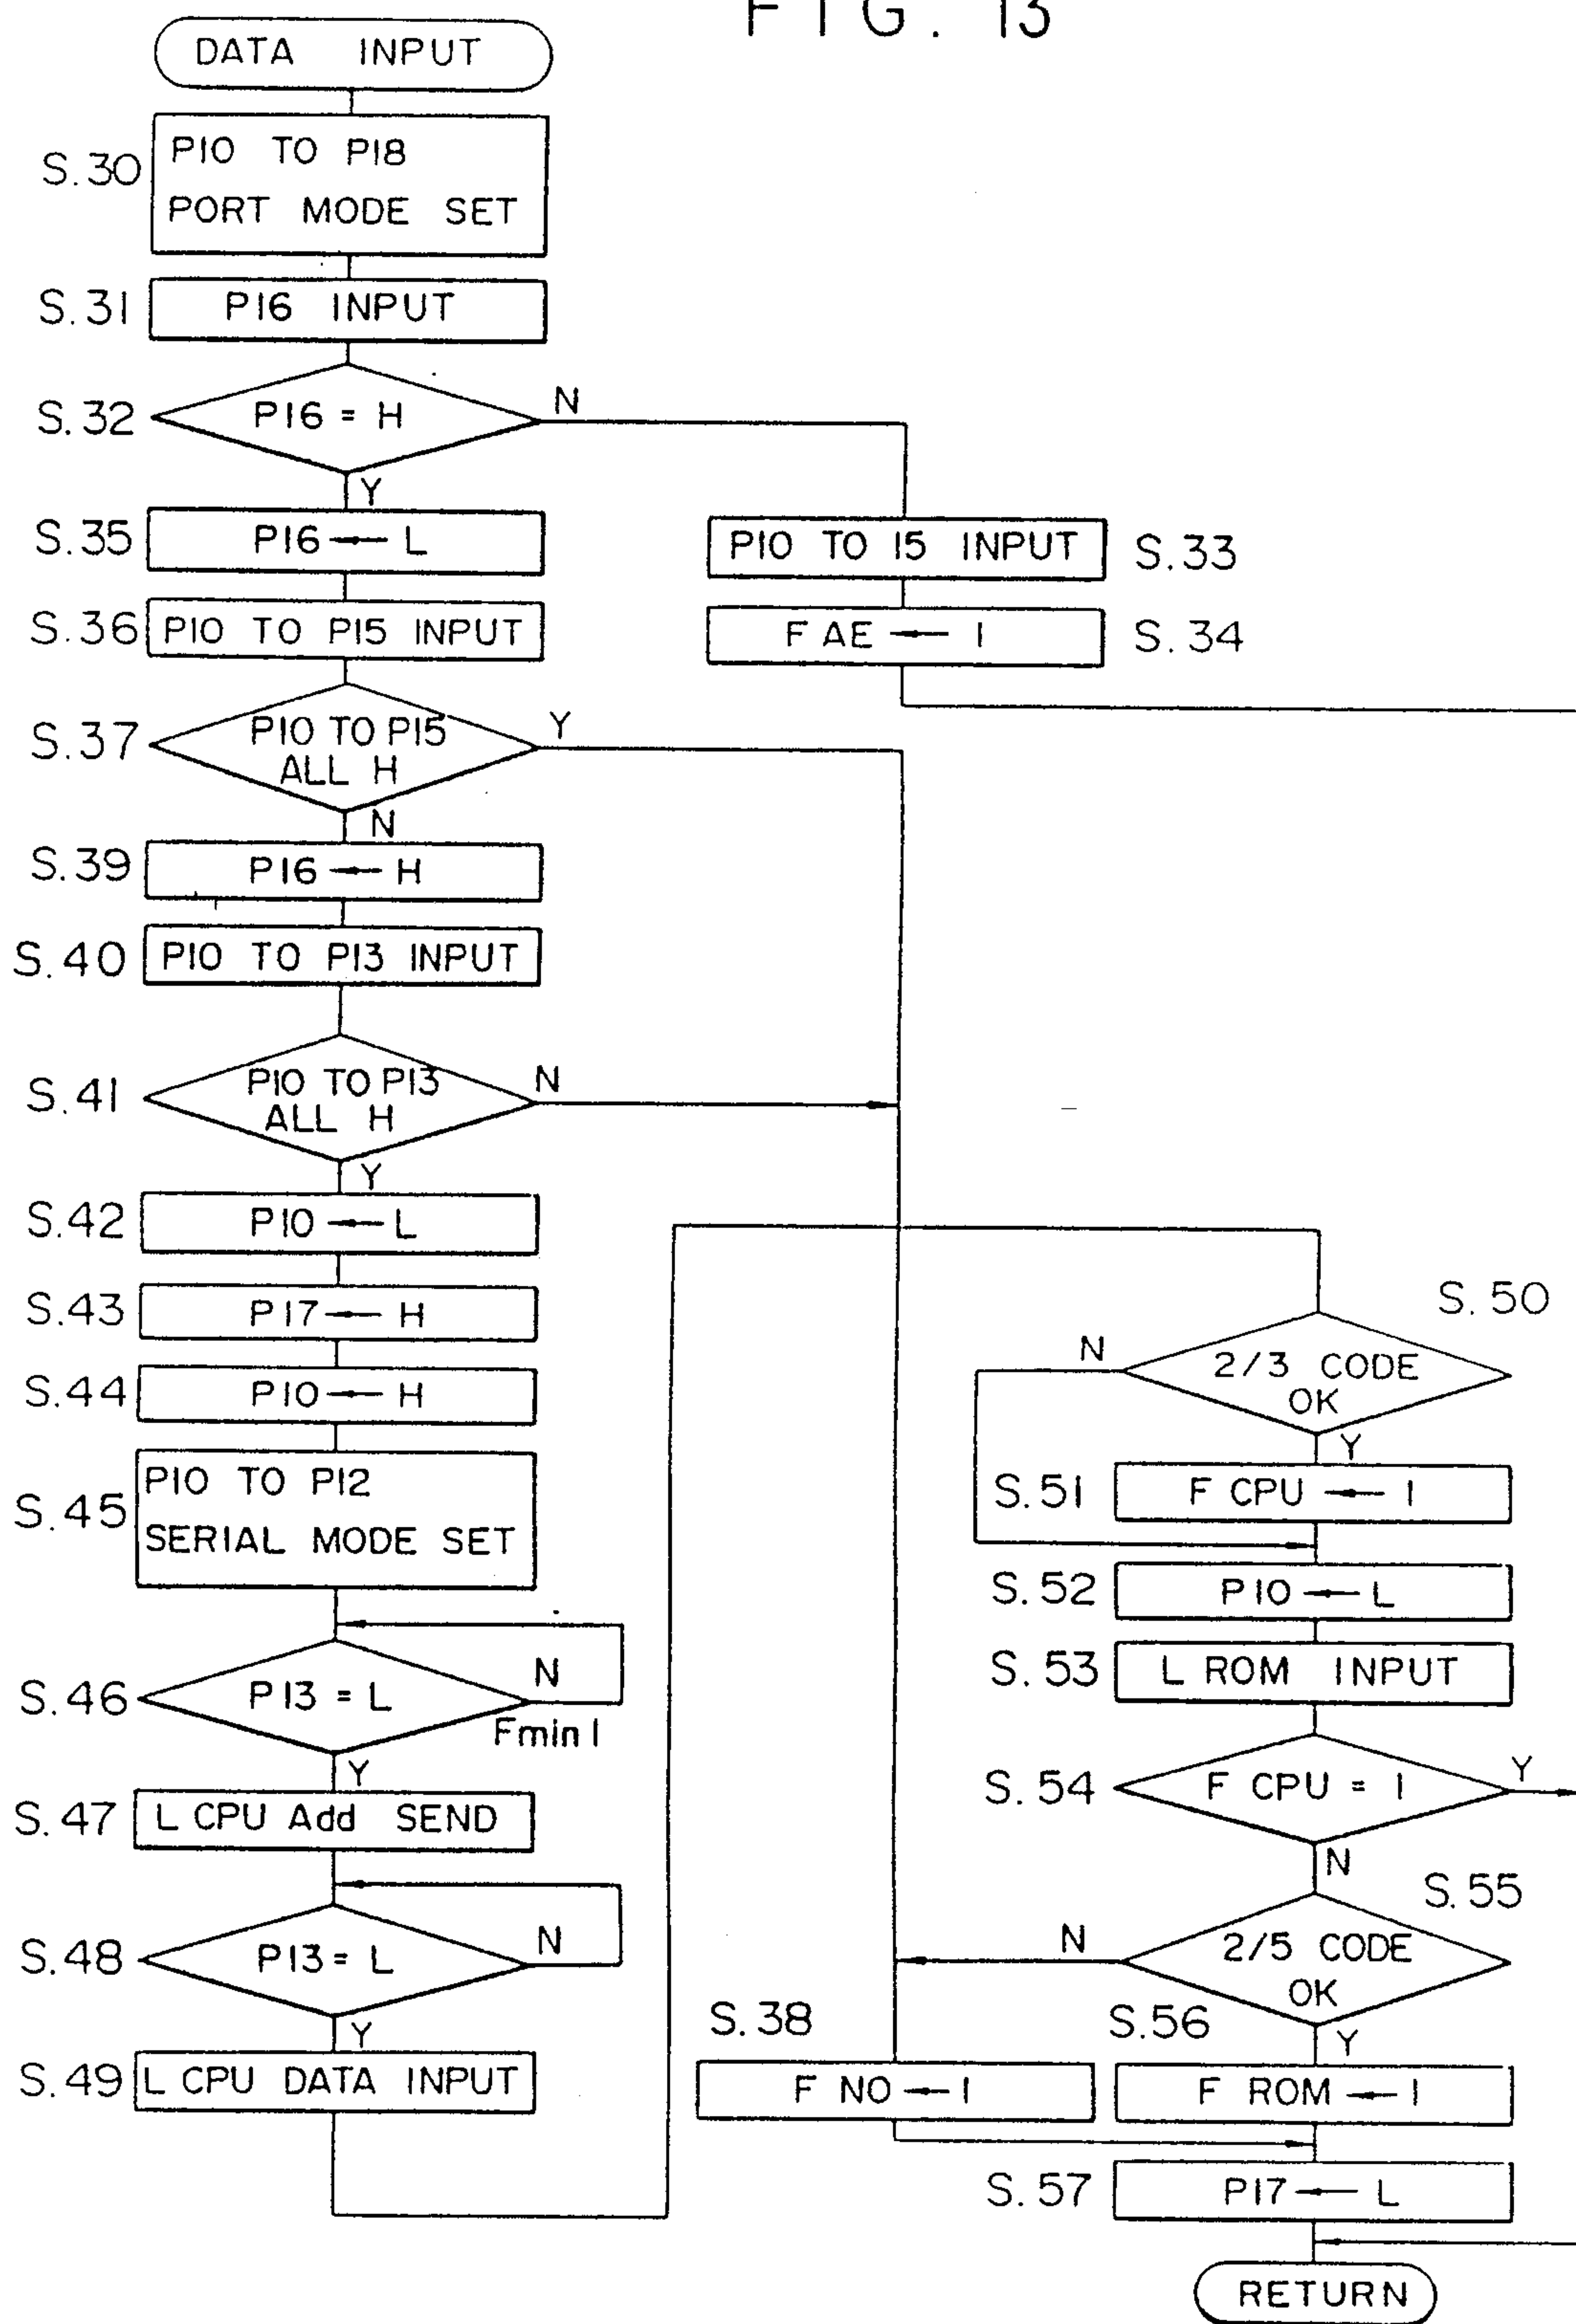 FIG. 13
DATA INPUT
S.30
P10 TO P18
PORT MODE SET
S.31
P16 INPUT
S.32
P16 = H
N
Y
S.35
P16 ← L
P10 TO 15 INPUT
S.33
S.36
P10 TO P15 INPUT
F AE ← 1
S.34
S.37
P10 TO P15
ALL H
Y
N
S.39
P16 ← H
S.40
P10 TO P13 INPUT
S.41
P10 TO P13
ALL H
N
Y
S.42
P10 ← L
S.43
P17 ← H
S.44
P10 ← H
S.45
P10 TO P12
SERIAL MODE SET
S.46
P13 = L
N
Fmin 1
Y
S.47
L CPU Add SEND
S.48
P13 = L
N
Y
S.49
L CPU DATA INPUT
S.50
2/3 CODE
OK
N
Y
S.51
F CPU ← 1
S.52
P10 ← L
S.53
L ROM INPUT
S.54
F CPU = 1
Y
N
S.55
2/5 CODE
OK
N
Y
S.38
F NO ← 1
S.56
F ROM ← 1
S.57
P17 ← L
RETURN